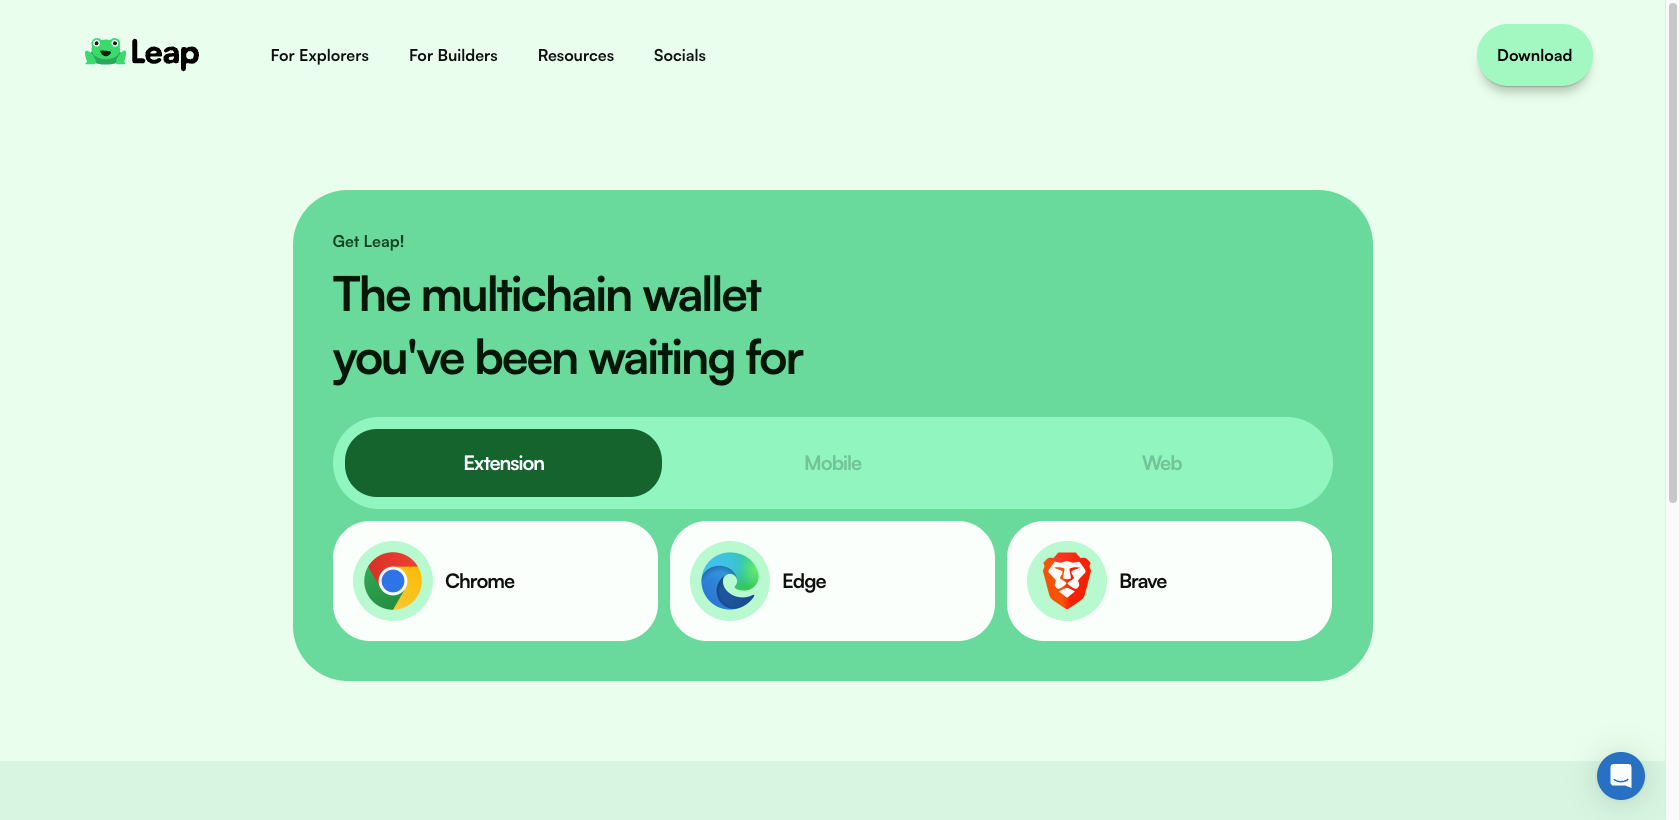 Leap
For Explorers
For Builders
Resources
Socials
Download
Get Leap!
The multichain wallet
you've been waiting for
Extension
Mobile
Web
Chrome
Edge
Brave